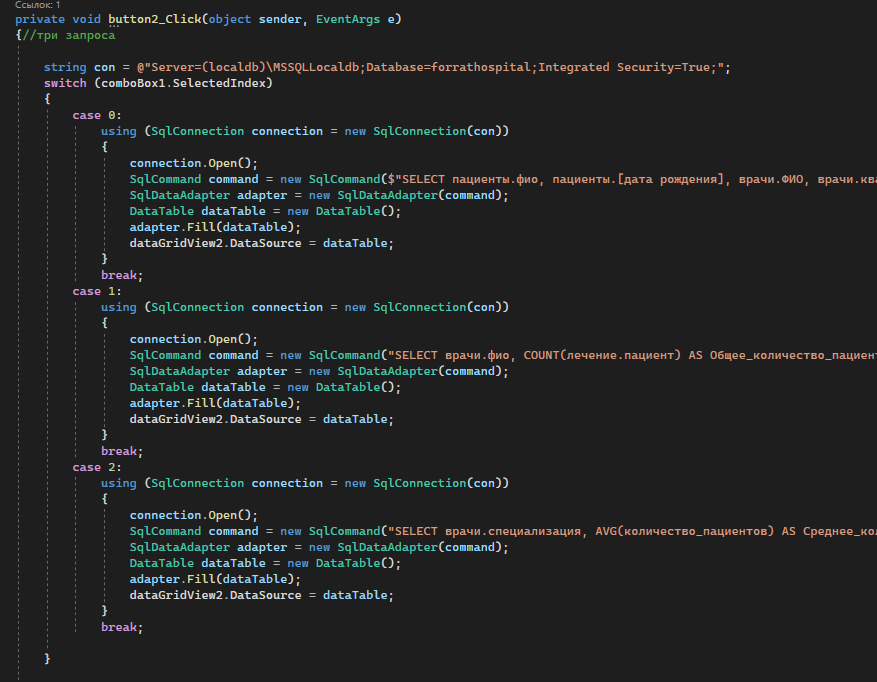 Ссылок: 1
private void button2_Click(object sender, EventArgs e)
{//три запроса
string con = @"Server=(localdb)\MSSQLLocaldb;Database=forrathospital;Integrated Security=True;";
switch (comboBox1.SelectedIndex)
{
case 0:
using (SqlConnection connection = new SqlConnection(con))
{
connection.Open();
SqlCommand command = new SqlCommand($"SELECT пациенты.фио, пациенты.[дата рождения], врачи.ФИО, врачи.ква
SqlDataAdapter adapter = new SqlDataAdapter(command);
DataTable dataTable = new DataTable();
adapter.Fill(dataTable);
dataGridView2.DataSource = dataTable;
}
break;
case 1:
using (SqlConnection connection = new SqlConnection(con))
{
connection.Open();
SqlCommand command = new SqlCommand("SELECT врачи.фио, COUNT(лечение.пациент) AS Общее_количество_пациент
SqlDataAdapter adapter = new SqlDataAdapter(command);
DataTable dataTable = new DataTable();
adapter.Fill(dataTable);
dataGridView2.DataSource = dataTable;
}
break;
case 2:
using (SqlConnection connection = new SqlConnection(con))
{
connection.Open();
SqlCommand command = new SqlCommand("SELECT врачи.специализация, AVG(количество_пациентов) AS Среднее_кол
SqlDataAdapter adapter = new SqlDataAdapter(command);
DataTable dataTable = new DataTable();
adapter.Fill(dataTable);
dataGridView2.DataSource = dataTable;
}
break;
}